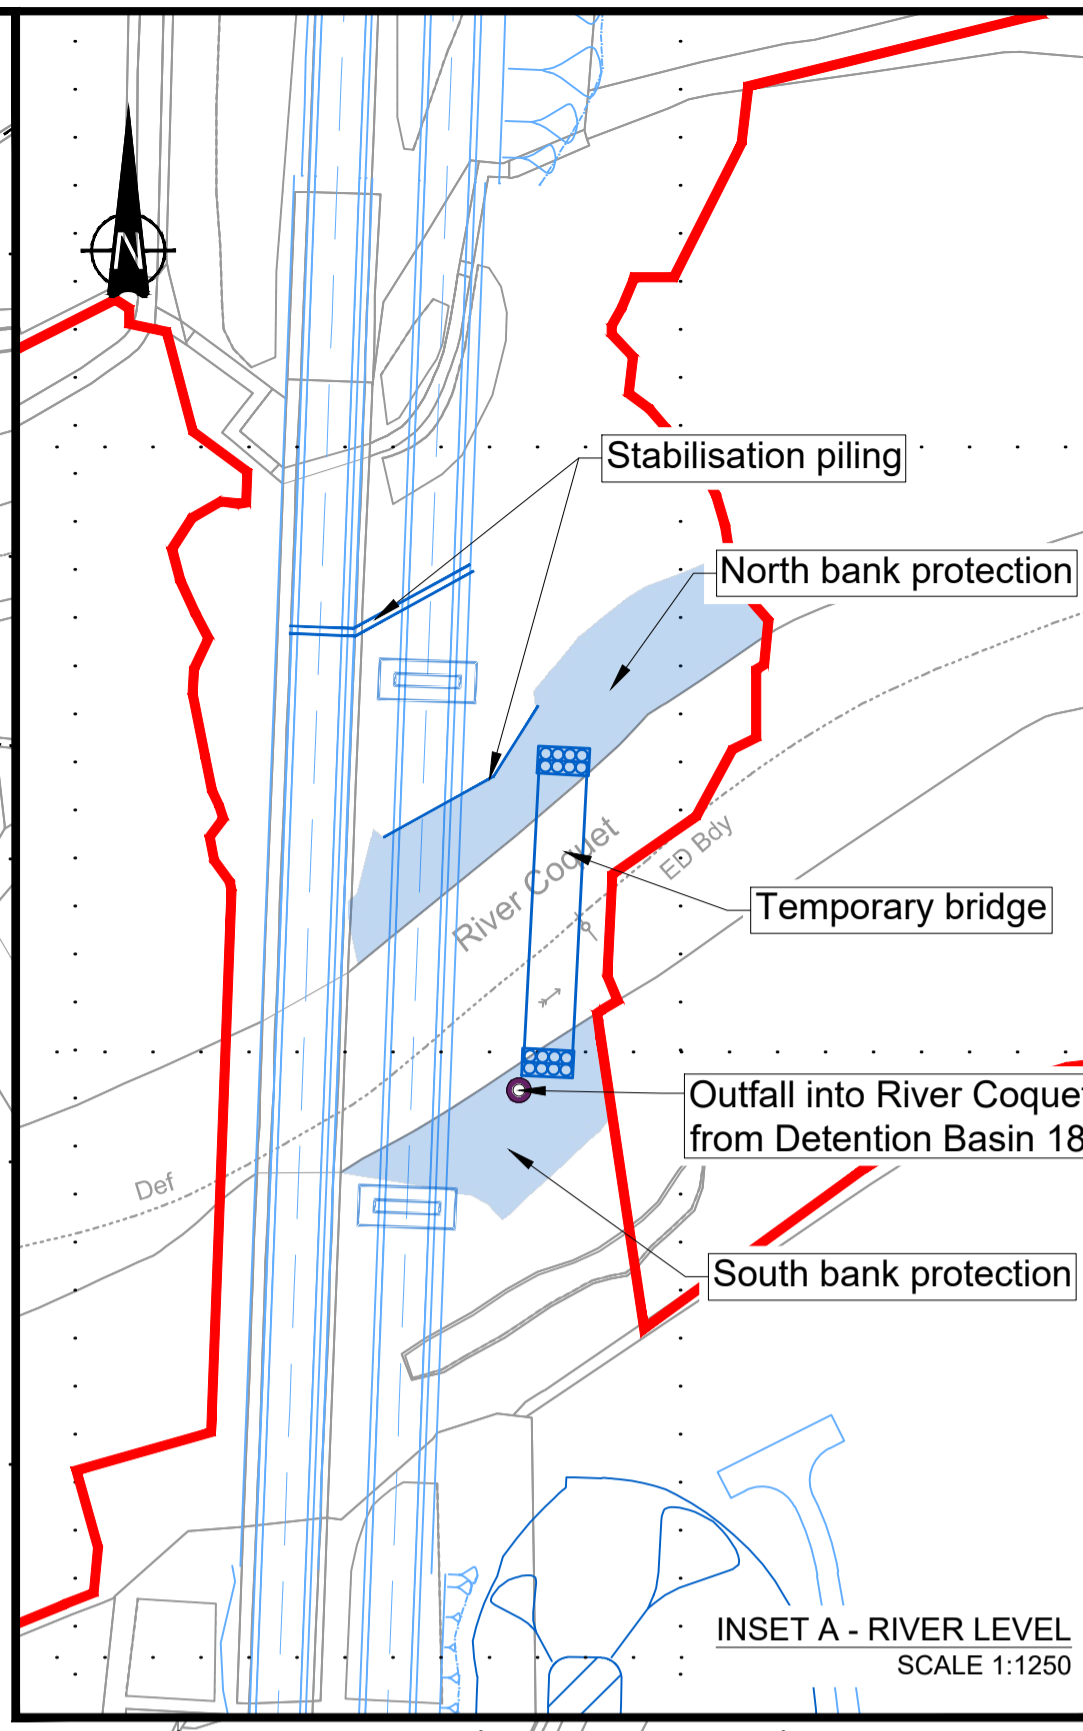 N
Stabilisation piling
North bank protection
River Coquet
ED Bdy
Temporary bridge
Outfall into River Coquet
from Detention Basin 18
Def
South bank protection
INSET A - RIVER LEVEL
SCALE 1:1250